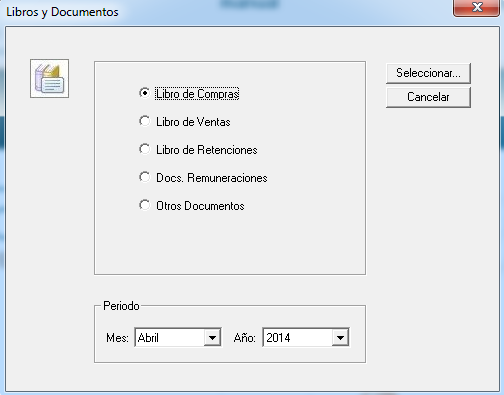 Libros y Documentos
Libro de Compras
Libro de Ventas
Libro de Retenciones
Docs. Remuneraciones
Otros Documentos
Seleccionar...
Cancelar
Periodo
Mes: Abril Año: 2014